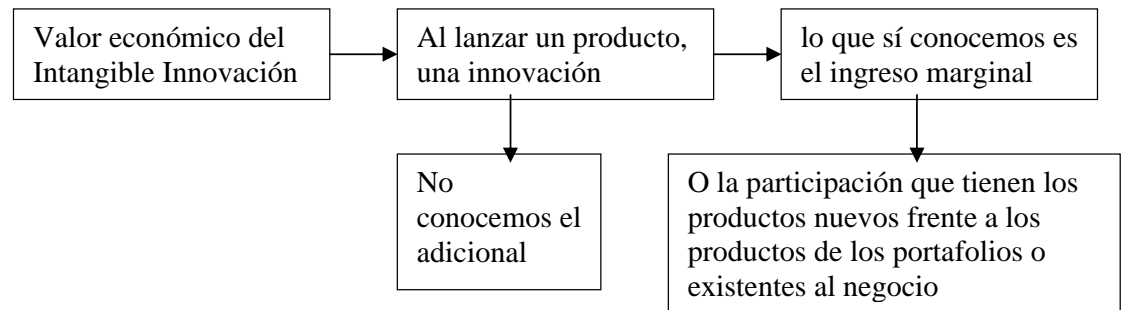 Valor económico del
Intangible Innovación
Al lanzar un producto,
una innovación
lo que sí conocemos es
el ingreso marginal
No
conocemos el
adicional
O la participación que tienen los
productos nuevos frente a los
productos de los portafolios o
existentes al negocio